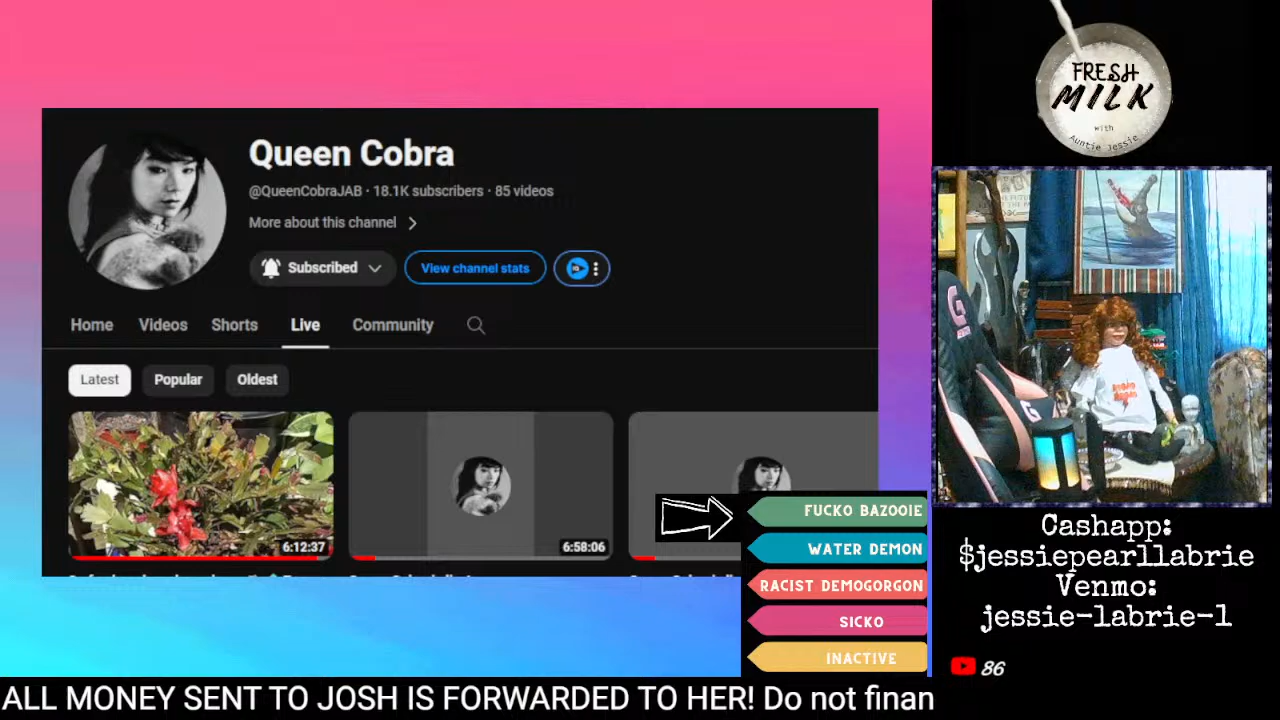 Queen Cobra
@QueenCobraJAB · 18.1K subscribers · 85 videos
More about this channel
Subscribed
View channel stats
Home Videos Shorts Live Community
Latest Popular Oldest
6:12:37
6:58:06
FUCKO BAZOOIE
WATER DEMON
RACIST DEMOGORGON
SICKO
INACTIVE
ALL MONEY SENT TO JOSH IS FORWARDED TO HER! Do not finan
FRESH
MILK
with
Auntie Jessie
Cashapp:
$jessiepearllabrie
Venmo:
jessie-labrie-1
86